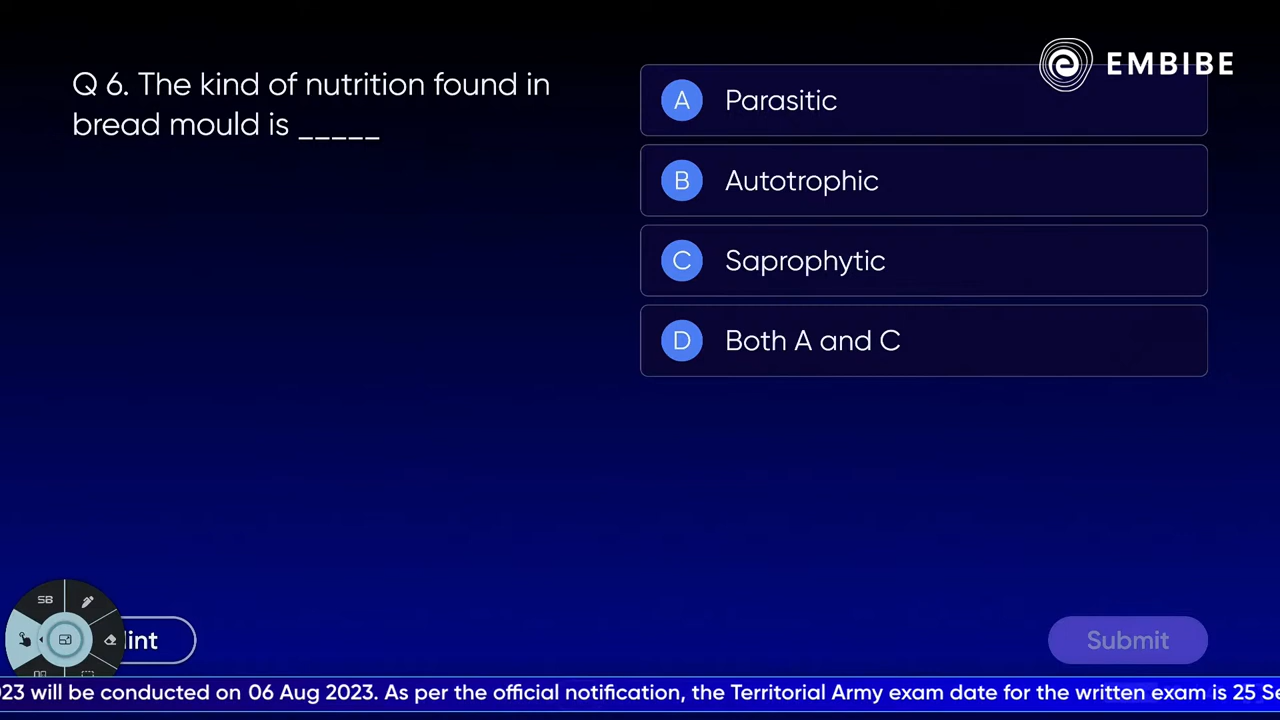 EMBIBE
Q 6. The kind of nutrition found in
bread mould is _____
A Parasitic
B Autotrophic
C Saprophytic
D Both A and C
SB
int
Submit
023 will be conducted on 06 Aug 2023. As per the official notification, the Territorial Army exam date for the written exam is 25 Se